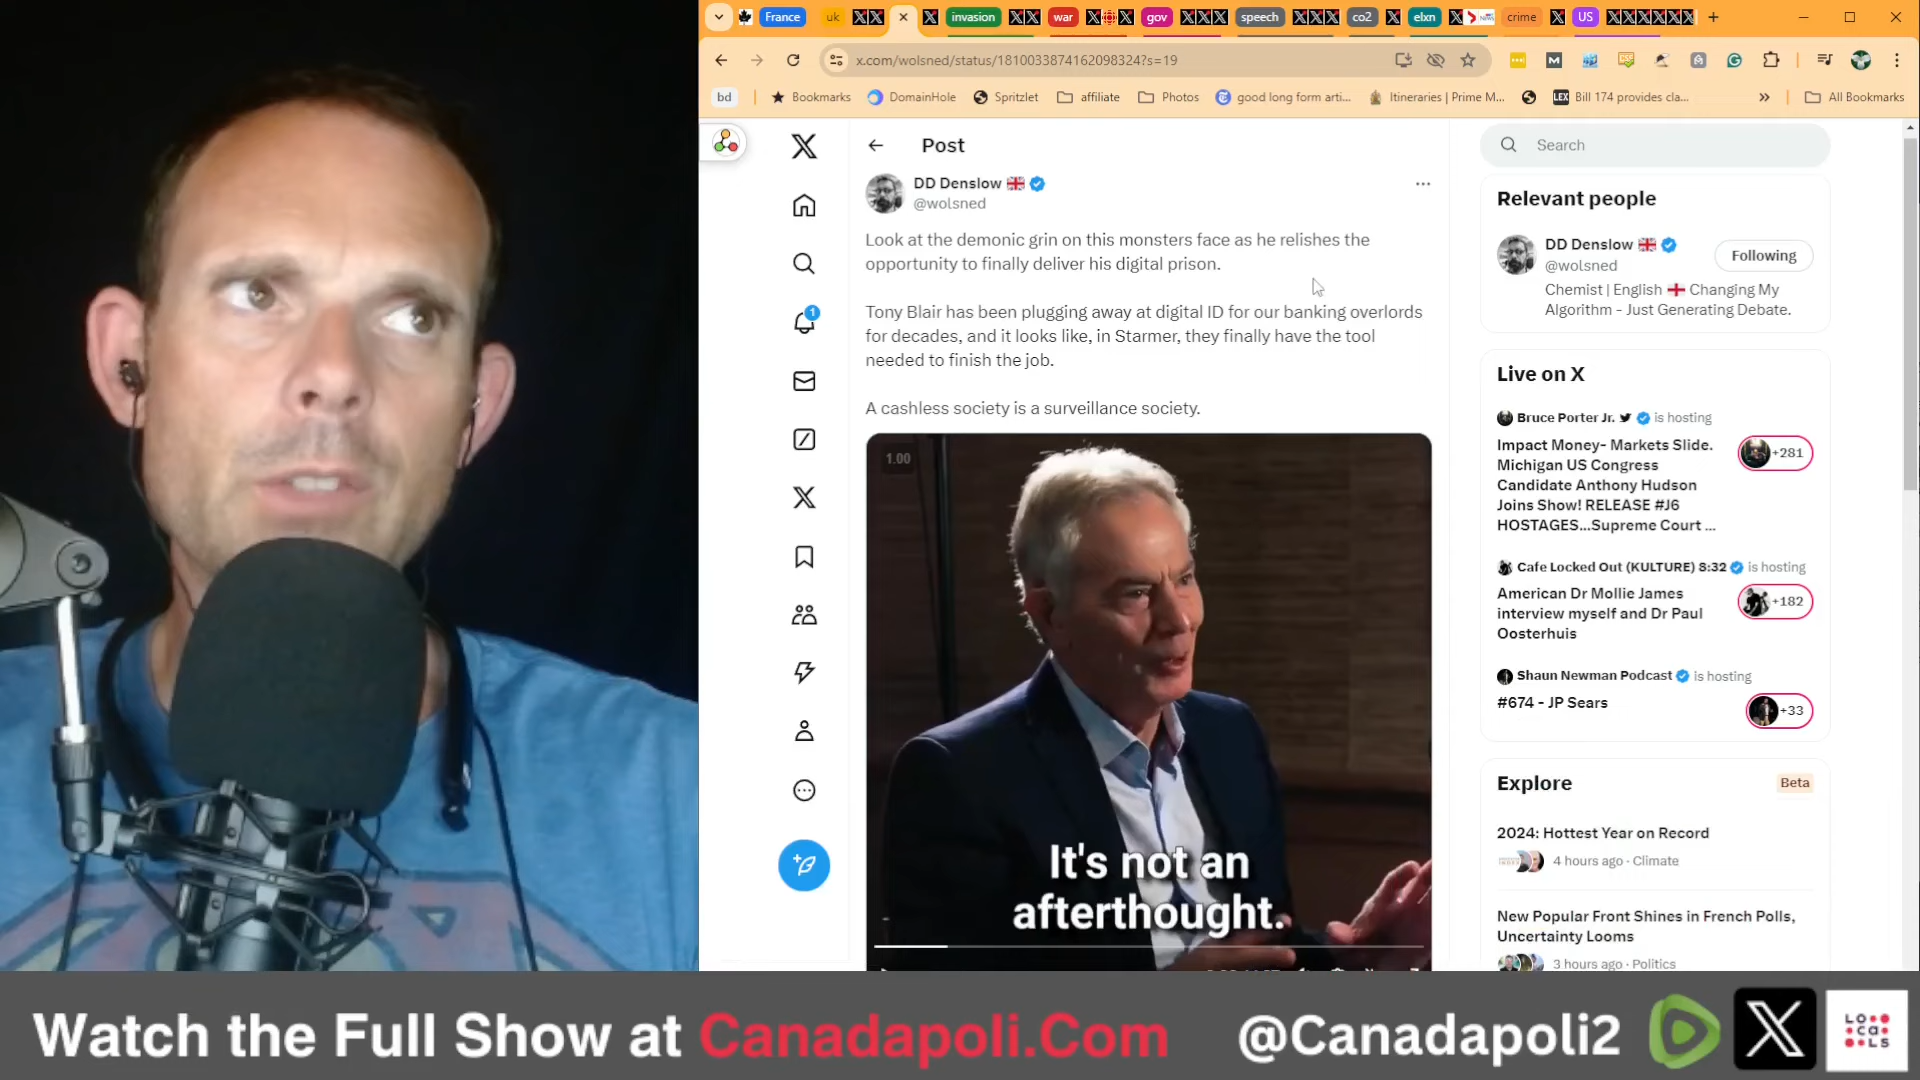 France
uk
invasion
war
gov
speech
co2
elxn
crime
US
x.com/wolsned/status/1810033874162098324?s=19
bd
Bookmarks
DomainHole
Spritzlet
affiliate
Photos
good long form arti...
Itineraries | Prime M...
LEX
Bill 174 provides cla...
All Bookmarks
Post
Search
DD Denslow
@wolsned
Look at the demonic grin on this monsters face as he relishes the
opportunity to finally deliver his digital prison.
Tony Blair has been plugging away at digital ID for our banking overlords
for decades, and it looks like, in Starmer, they finally have the tool
needed to finish the job.
A cashless society is a surveillance society.
1.00
It's not an
afterthought.
1
Relevant people
DD Denslow
@wolsned
Following
Chemist | English Changing My
Algorithm - Just Generating Debate.
Live on X
Bruce Porter Jr. is hosting
Impact Money- Markets Slide.
Michigan US Congress
Candidate Anthony Hudson
Joins Show! RELEASE #J6
HOSTAGES...Supreme Court ...
+281
Cafe Locked Out (KULTURE) 8:32 is hosting
American Dr Mollie James
interview myself and Dr Paul
Oosterhuis
+182
Shaun Newman Podcast is hosting
#674 - JP Sears
+33
Explore
Beta
2024: Hottest Year on Record
4 hours ago · Climate
New Popular Front Shines in French Polls,
Uncertainty Looms
3 hours ago · Politics
Watch the Full Show at Canadapoli.Com
@Canadapoli2
LO
ca
LS